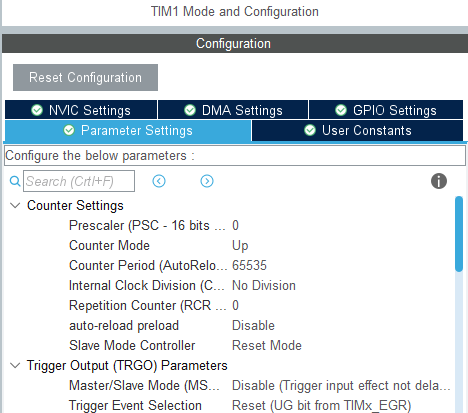 TIM1 Mode and Configuration
Configuration
Reset Configuration
NVIC Settings DMA Settings GPIO Settings
Parameter Settings User Constants
Configure the below parameters :
Search (Crtl+F)
Counter Settings
Prescaler (PSC - 16 bits ... 0
Counter Mode Up
Counter Period (AutoRelo... 65535
Internal Clock Division (C... No Division
Repetition Counter (RCR ... 0
auto-reload preload Disable
Slave Mode Controller Reset Mode
Trigger Output (TRGO) Parameters
Master/Slave Mode (MS... Disable (Trigger input effect not dela...
Trigger Event Selection Reset (UG bit from TIMx_EGR)